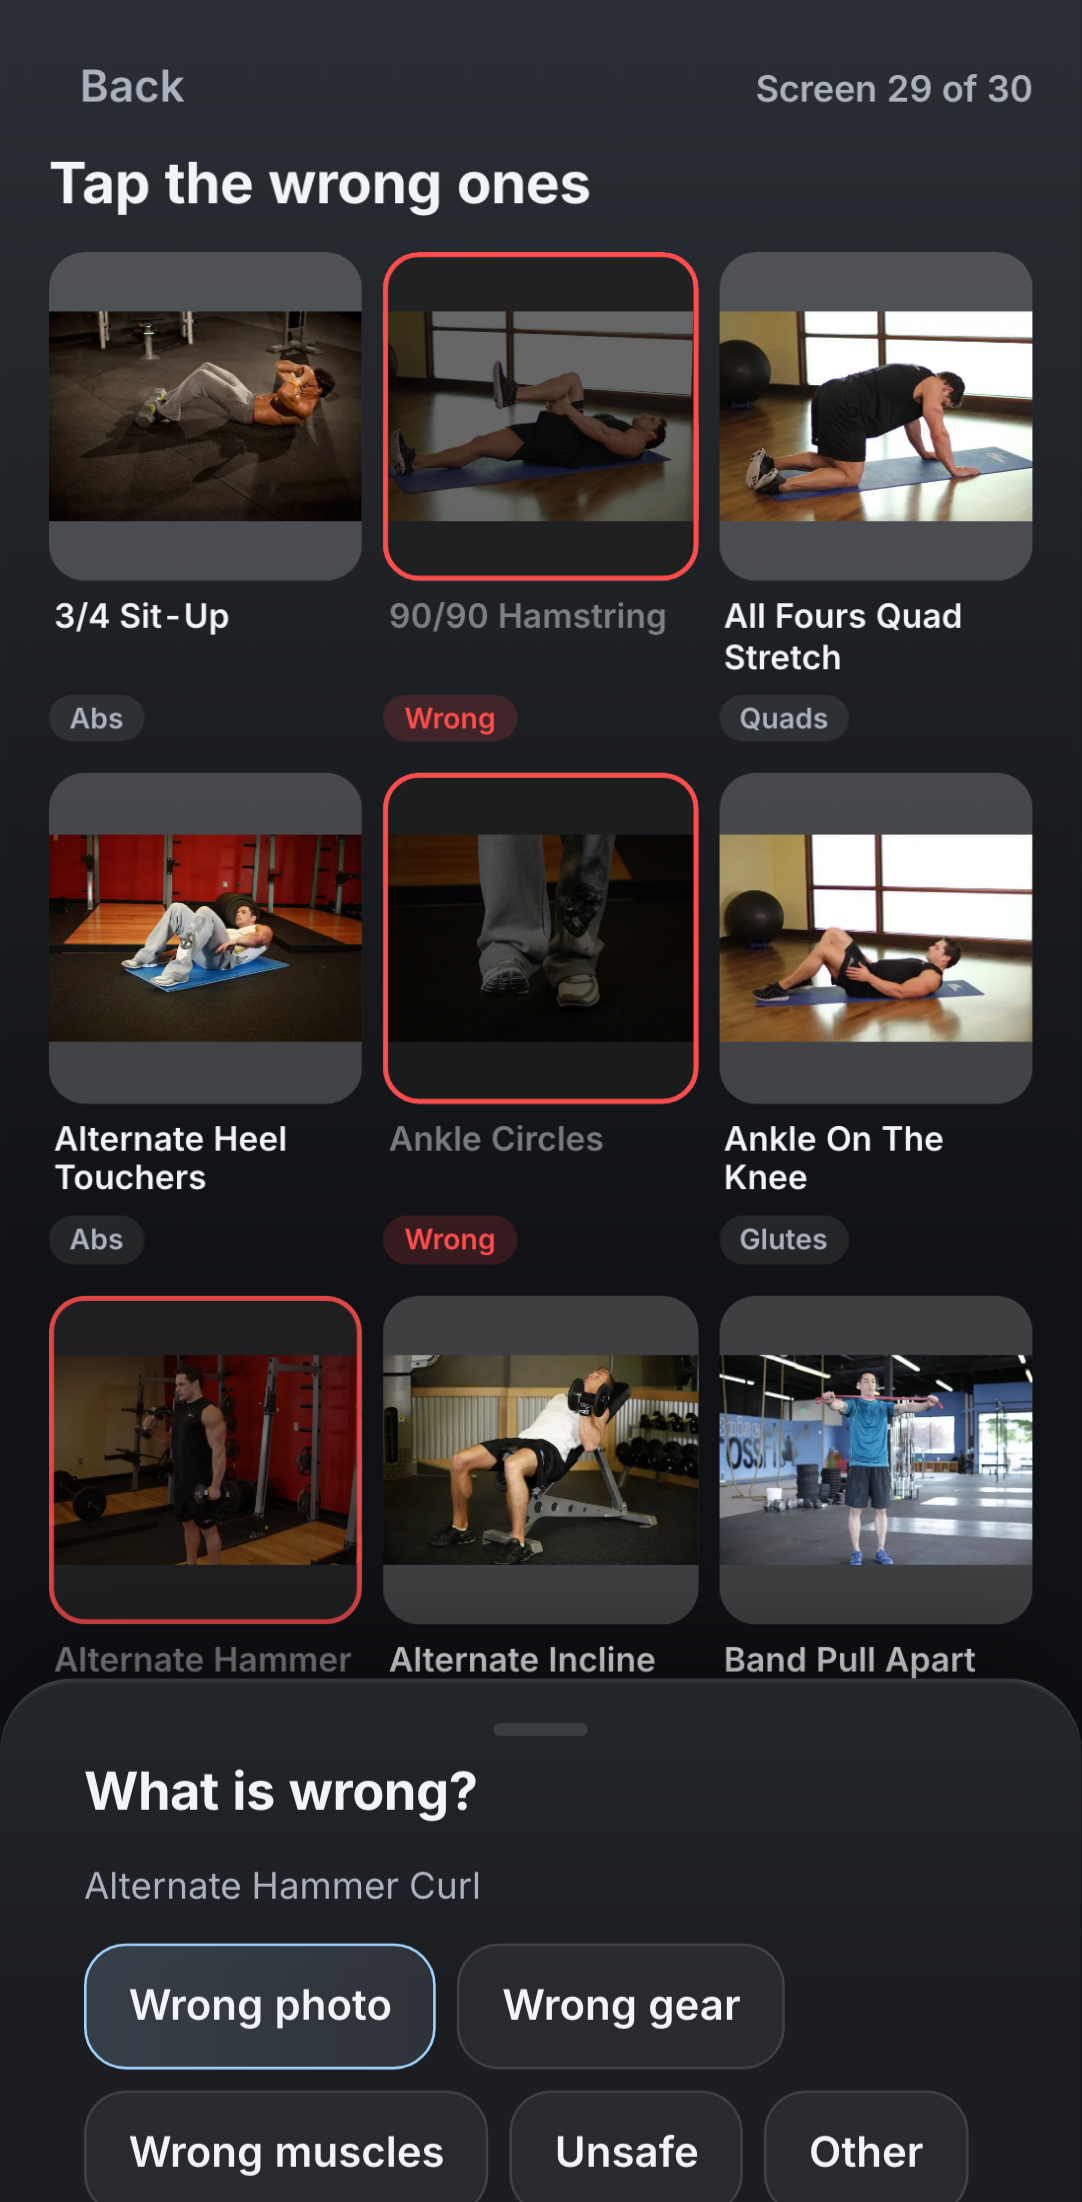 Back
Screen 29 of 30
Tap the wrong ones
3/4 Sit-Up
90/90 Hamstring
All Fours Quad
Stretch
Abs
Wrong
Quads
Alternate Heel
Touchers
Ankle Circles
Ankle On The
Knee
Abs
Wrong
Glutes
Alternate Hammer
Alternate Incline
Band Pull Apart
What is wrong?
Alternate Hammer Curl
Wrong photo
Wrong gear
Wrong muscles
Unsafe
Other